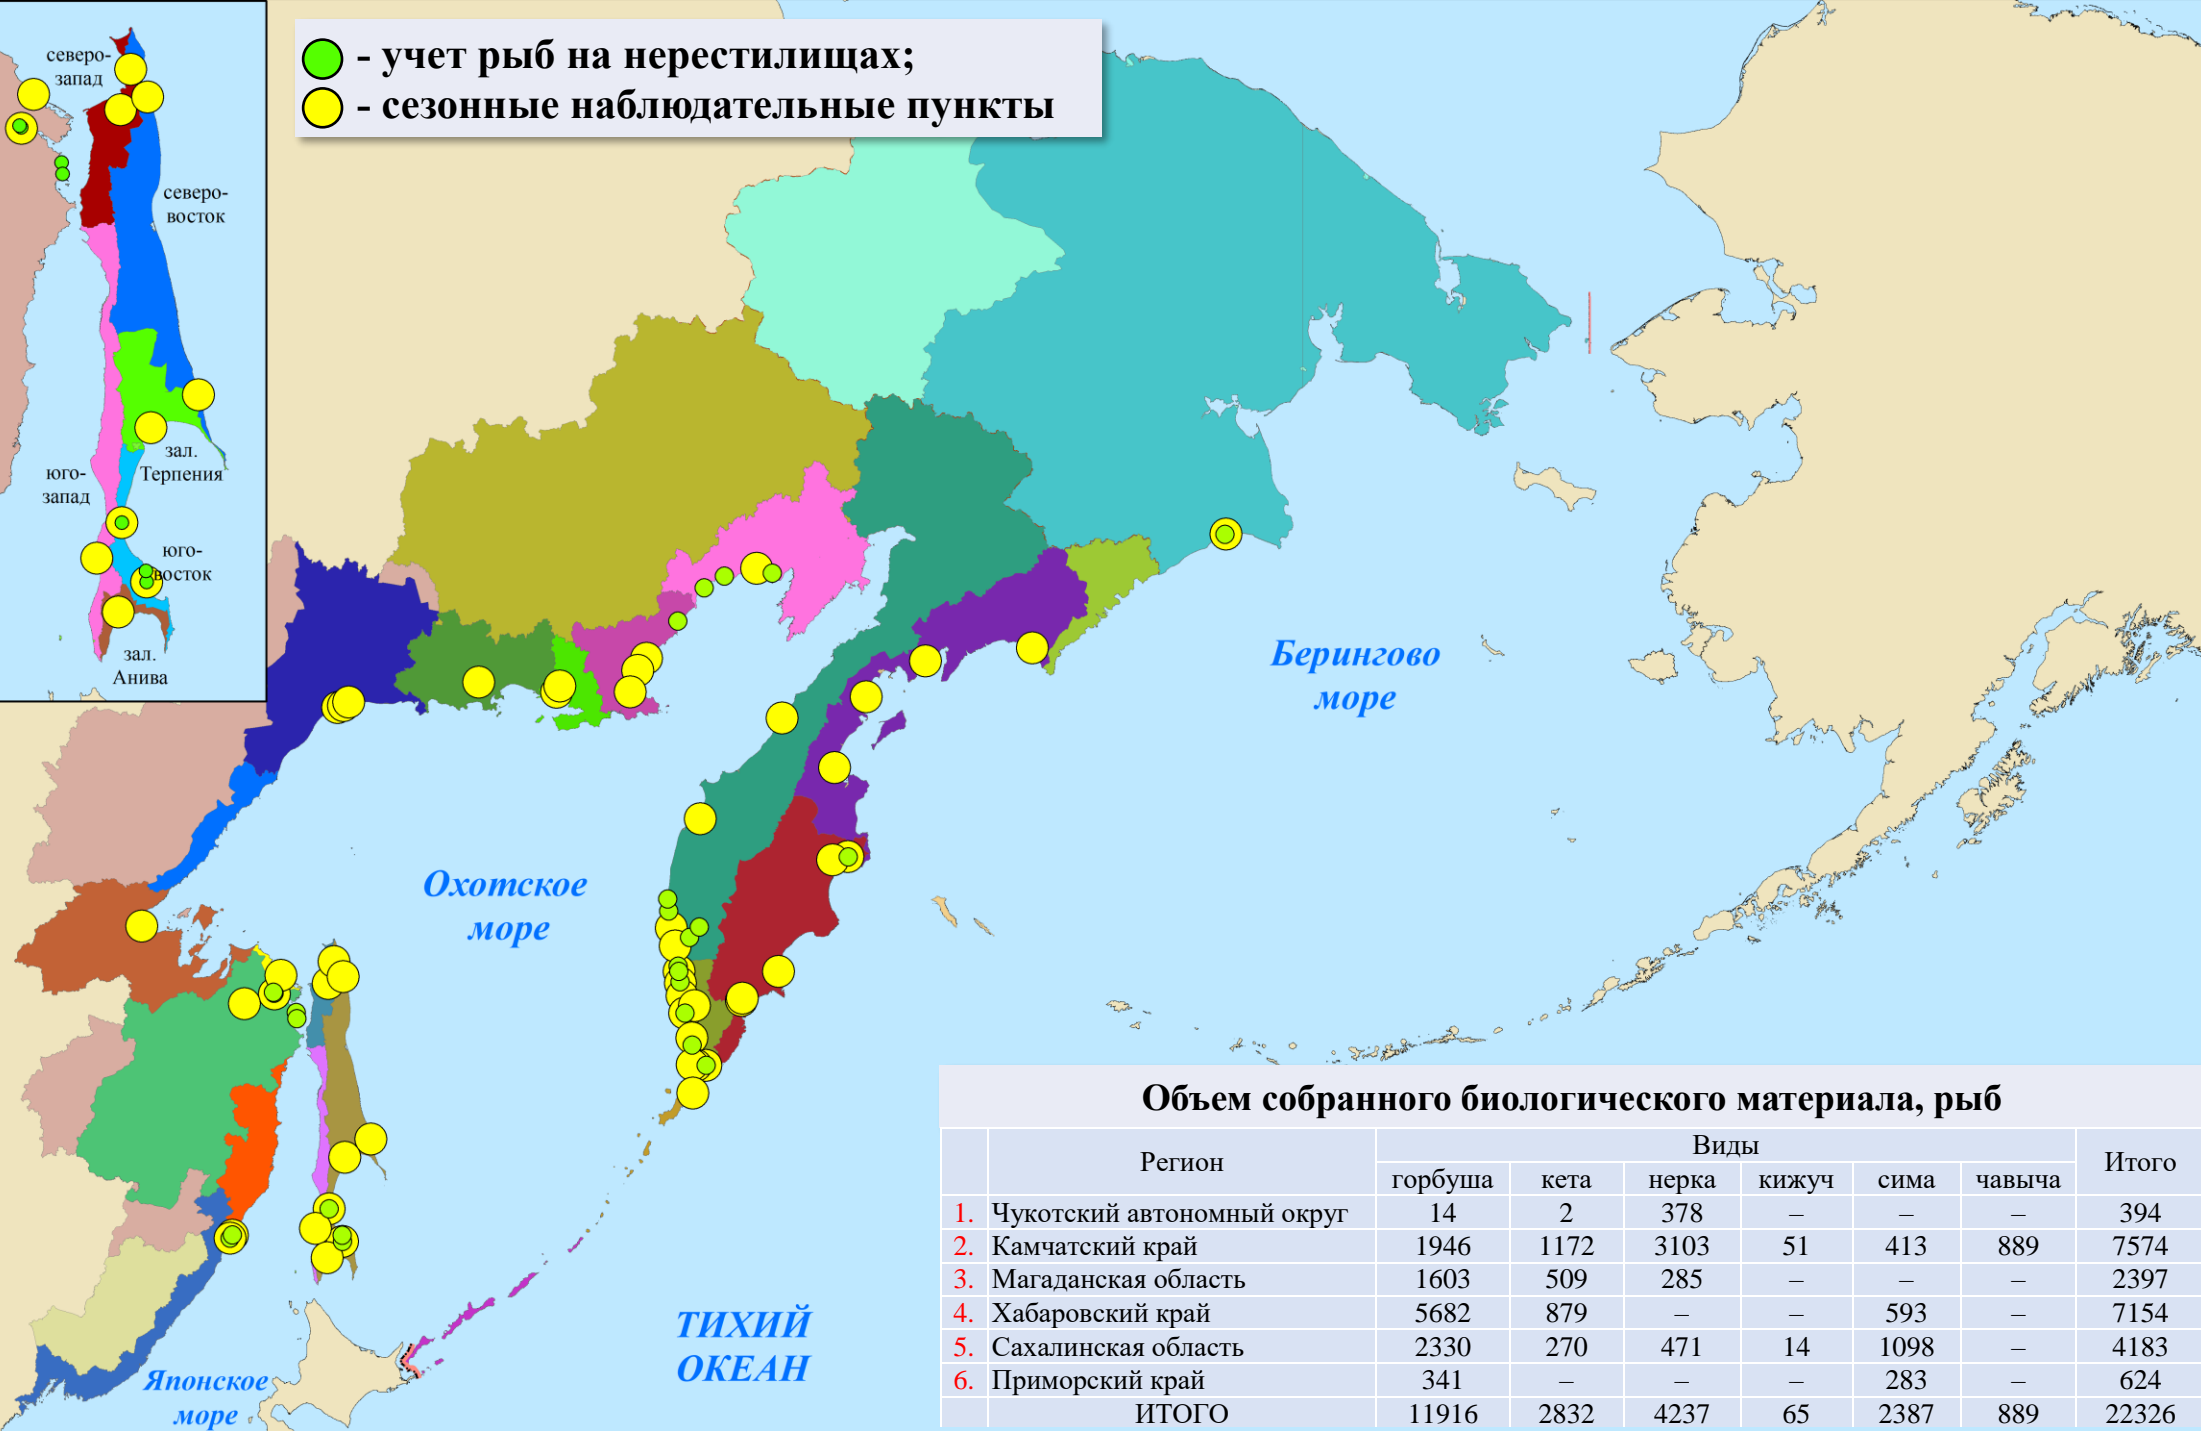 - учет рыб на нерестилищах;
- сезонные наблюдательные пункты
северо-
запад
северо-
восток
зал.
Терпения
юго-
запад
юго-
восток
зал.
Анива
Берингово
море
Охотское
море
ТИХИЙ
ОКЕАН
Японское
море
Объем собранного биологического материала, рыб
Регион Виды Итого
горбуша кета нерка кижуч сима чавыча
1. Чукотский автономный округ 14 2 378 – – – 394
2. Камчатский край 1946 1172 3103 51 413 889 7574
3. Магаданская область 1603 509 285 – – – 2397
4. Хабаровский край 5682 879 – – 593 – 7154
5. Сахалинская область 2330 270 471 14 1098 – 4183
6. Приморский край 341 – – – 283 – 624
ИТОГО 11916 2832 4237 65 2387 889 22326